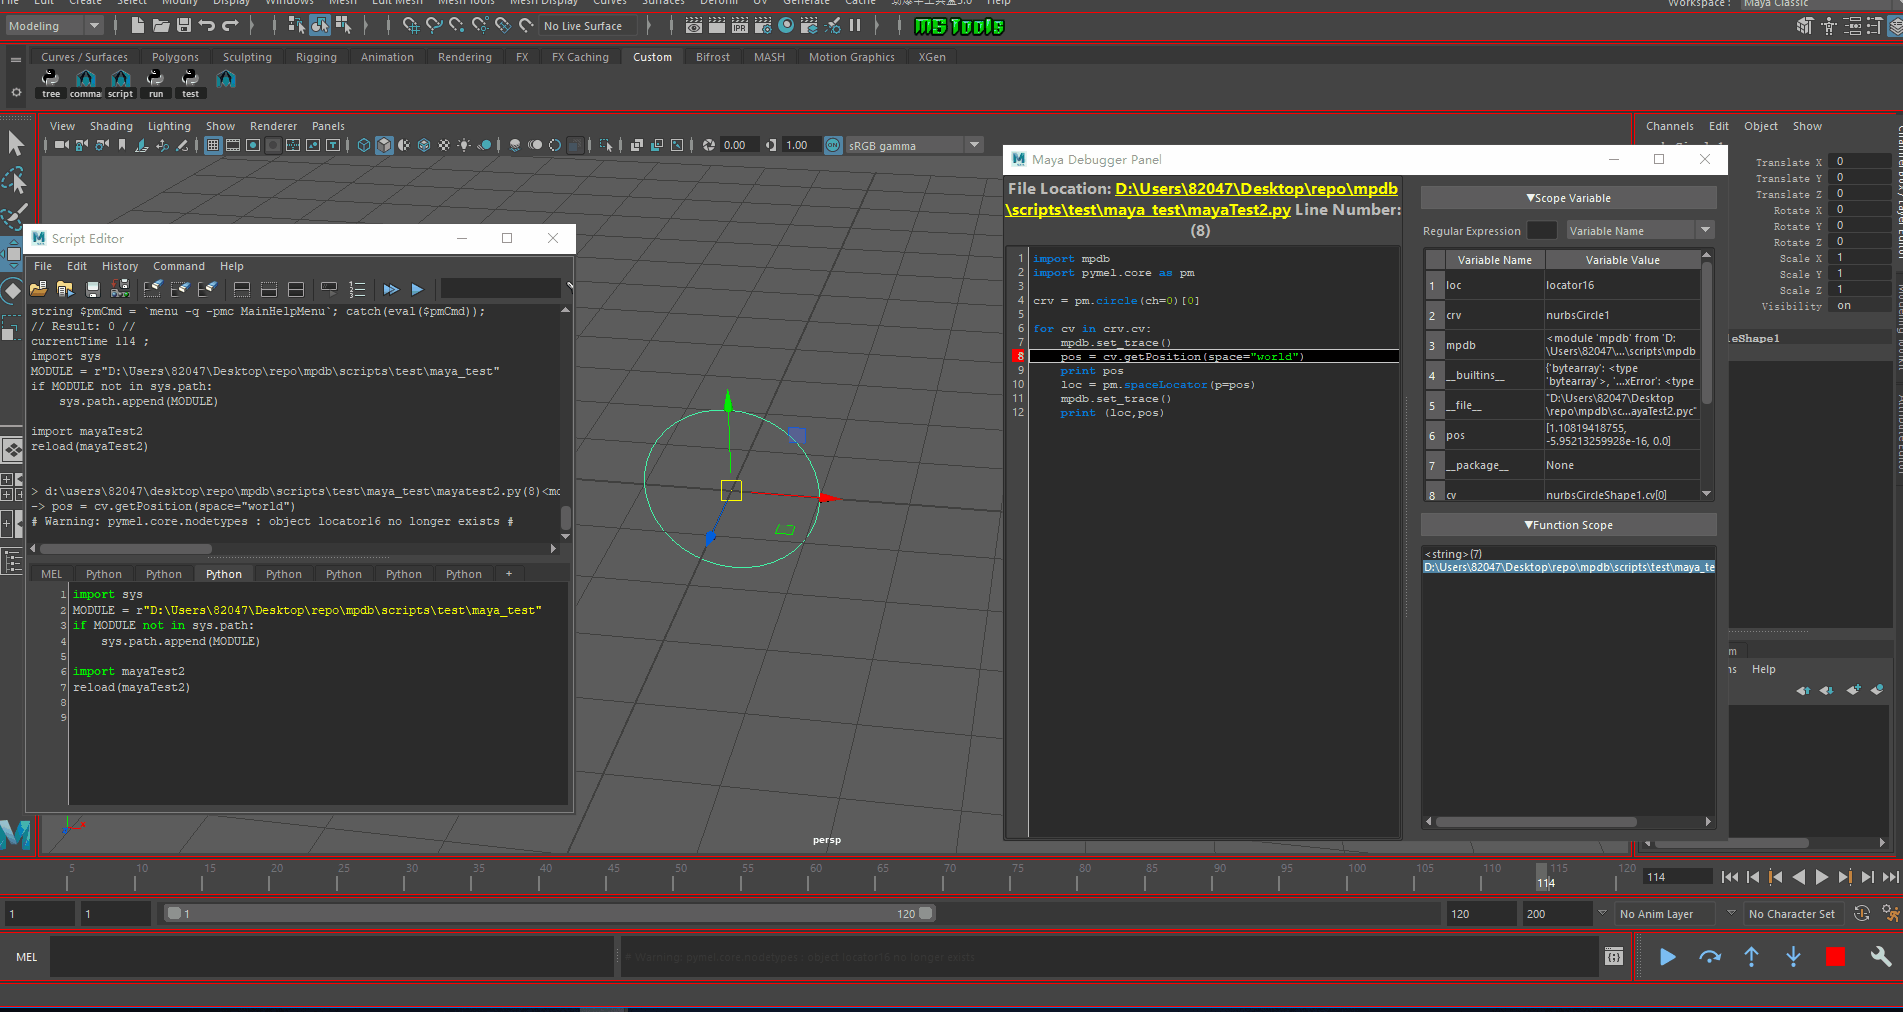 File Edit Create Select Modify Display Windows Mesh Edit Mesh Mesh Tools Mesh Display Curves Surfaces Deform UV Generate Cache Help
Workspace : Maya Classic
Modeling
No Live Surface
MS Tools
Curves / Surfaces Polygons Sculpting Rigging Animation Rendering FX FX Caching Custom Bifrost MASH Motion Graphics XGen
tree comma script run test
View Shading Lighting Show Renderer Panels
0.00 1.00 ON sRGB gamma
Script Editor
File Edit History Command Help
string $pmCmd = `menu -q -pmc MainHelpMenu`; catch(eval($pmCmd));
// Result: 0 //
currentTime 114 ;
import sys
MODULE = r"D:\Users\82047\Desktop\repo\mpdb\scripts\test\maya_test"
if MODULE not in sys.path:
    sys.path.append(MODULE)
import mayaTest2
reload(mayaTest2)
> d:\users\82047\desktop\repo\mpdb\scripts\test\maya_test\mayatest2.py(8)<mo
-> pos = cv.getPosition(space="world")
# Warning: pymel.core.nodetypes : object locator16 no longer exists #
MEL Python Python Python Python Python Python Python +
1 import sys
2 MODULE = r"D:\Users\82047\Desktop\repo\mpdb\scripts\test\maya_test"
3 if MODULE not in sys.path:
4     sys.path.append(MODULE)
5
6 import mayaTest2
7 reload(mayaTest2)
8
9
persp
Maya Debugger Panel
File Location: D:\Users\82047\Desktop\repo\mpdb
\scripts\test\maya_test\mayaTest2.py Line Number:
(8)
1 import mpdb
2 import pymel.core as pm
3
4 crv = pm.circle(ch=0)[0]
5
6 for cv in crv.cv:
7     mpdb.set_trace()
8     pos = cv.getPosition(space="world")
9     print pos
10     loc = pm.spaceLocator(p=pos)
11     mpdb.set_trace()
12     print (loc,pos)
▼Scope Variable
Regular Expression Variable Name
Variable Name Variable Value
1 loc locator16
2 crv nurbsCircle1
3 mpdb <module 'mpdb' from 'D:
\Users\82047\...\scripts\mpdb
4 __builtins__ {'bytearray': <type
'bytearray'>, '...xError': <type
5 __file__ "D:\Users\82047\Desktop
\repo\mpdb\sc...ayaTest2.pyc"
6 pos [1.10819418755,
-5.95213259928e-16, 0.0]
7 __package__ None
8 cv nurbsCircleShape1.cv[0]
▼Function Scope
<string>(7)
D:\Users\82047\Desktop\repo\mpdb\scripts\test\maya_te
Channels Edit Object Show
Translate X 0
Translate Y 0
Translate Z 0
Rotate X 0
Rotate Y 0
Rotate Z 0
Scale X 1
Scale Y 1
Scale Z 1
Visibility on
leShape1
Help
5 10 15 20 25 30 35 40 45 50 55 60 65 70 75 80 85 90 95 100 105 110 115 120
114
114
1 1 1 120 120 200 No Anim Layer No Character Set
MEL
# Warning: pymel.core.nodetypes : object locator16 no longer exists